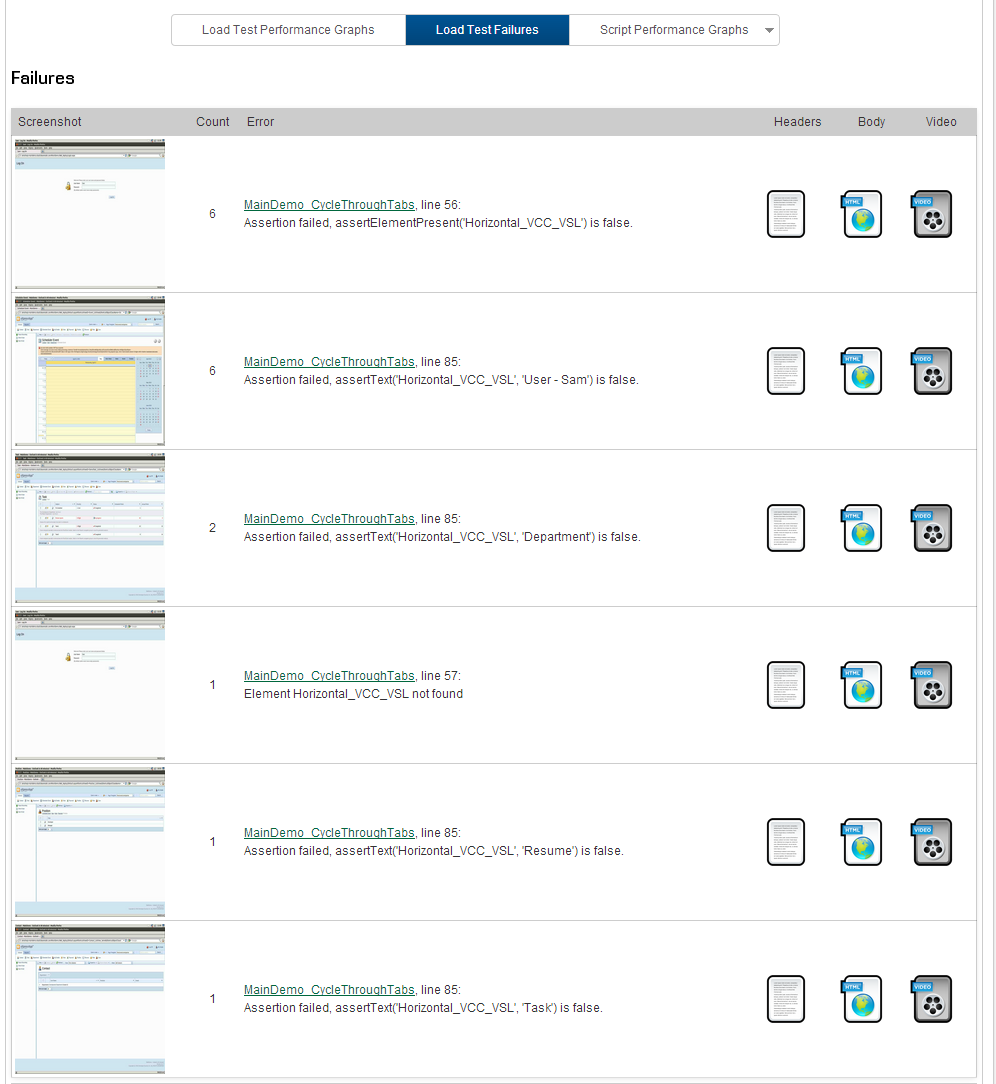 Load Test Performance Graphs Load Test Failures Script Performance Graphs
Failures
Screenshot Count Error Headers Body Video
6
MainDemo_CycleThroughTabs, line 56:
Assertion failed, assertElementPresent('Horizontal_VCC_VSL') is false.
HTML VIDEO
6
MainDemo_CycleThroughTabs, line 85:
Assertion failed, assertText('Horizontal_VCC_VSL', 'User - Sam') is false.
HTML VIDEO
2
MainDemo_CycleThroughTabs, line 85:
Assertion failed, assertText('Horizontal_VCC_VSL', 'Department') is false.
HTML VIDEO
1
MainDemo_CycleThroughTabs, line 57:
Element Horizontal_VCC_VSL not found
HTML VIDEO
1
MainDemo_CycleThroughTabs, line 85:
Assertion failed, assertText('Horizontal_VCC_VSL', 'Resume') is false.
HTML VIDEO
1
MainDemo_CycleThroughTabs, line 85:
Assertion failed, assertText('Horizontal_VCC_VSL', 'Task') is false.
HTML VIDEO